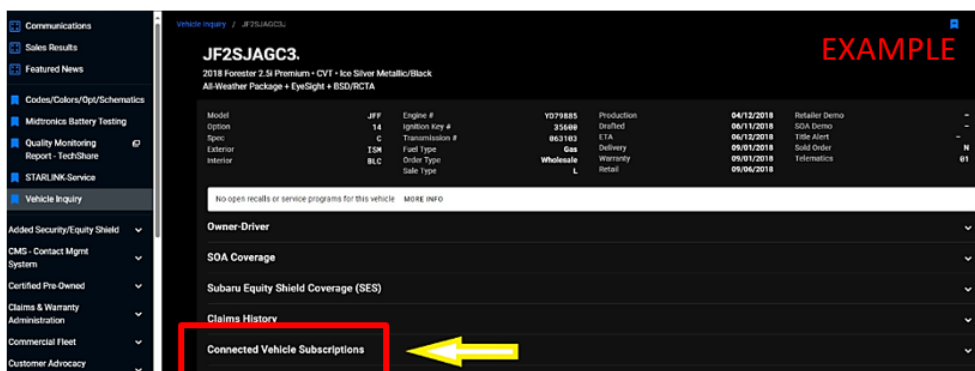 Communications
Sales Results
Featured News
Codes/Colors/Opt/Schematics
Midtronics Battery Testing
Quality Monitoring
Report - TechShare
STARLINK-Service
Vehicle Inquiry
Added Security/Equity Shield
CMS - Contact Mgmt
System
Certified Pre-Owned
Claims & Warranty
Administration
Commercial Fleet
Customer Advocacy
Vehicle Inquiry / JF2SJAGC3.
EXAMPLE
JF2SJAGC3.
2018 Forester 2.5i Premium • CVT • Ice Silver Metallic/Black
All-Weather Package + EyeSight + BSD/RCTA
Model JFF Engine # YD79885 Production 04/12/2018 Retailer Demo –
Option 14 Ignition Key # 35600 Drafted 06/11/2018 SOA Demo –
Spec C Transmission # 063103 ETA 06/12/2018 Title Alert –
Exterior ISM Fuel Type Gas Delivery 09/01/2018 Sold Order N
Interior BLC Order Type Wholesale Warranty 09/01/2018 Telematics 01
Sale Type L Retail 09/06/2018
No open recalls or service programs for this vehicle MORE INFO
Owner-Driver
SOA Coverage
Subaru Equity Shield Coverage (SES)
Claims History
Connected Vehicle Subscriptions